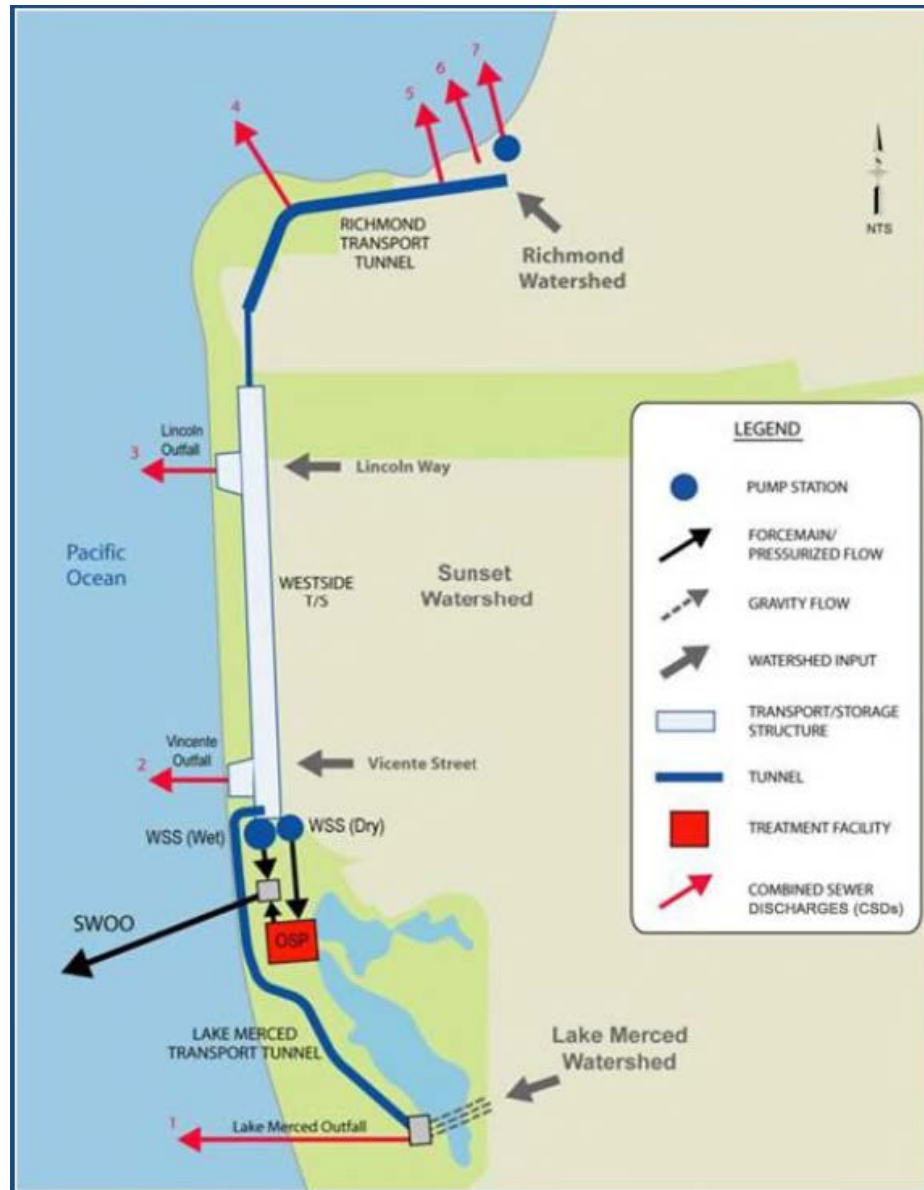 7
6
5
4
N
NTS
RICHMOND
TRANSPORT
TUNNEL
Richmond
Watershed
Lincoln
Outfall
3
Lincoln Way
Pacific
Ocean
WESTSIDE
T/S
Sunset
Watershed
Vincente
Outfall
2
Vicente Street
WSS (Wet)
WSS (Dry)
SWOO
OSP
LAKE MERCED
TRANSPORT TUNNEL
Lake Merced
Watershed
1
Lake Merced Outfall
LEGEND
PUMP STATION
FORCEMAIN/
PRESSURIZED FLOW
GRAVITY FLOW
WATERSHED INPUT
TRANSPORT/STORAGE
STRUCTURE
TUNNEL
TREATMENT FACILITY
COMBINED SEWER
DISCHARGES (CSDs)